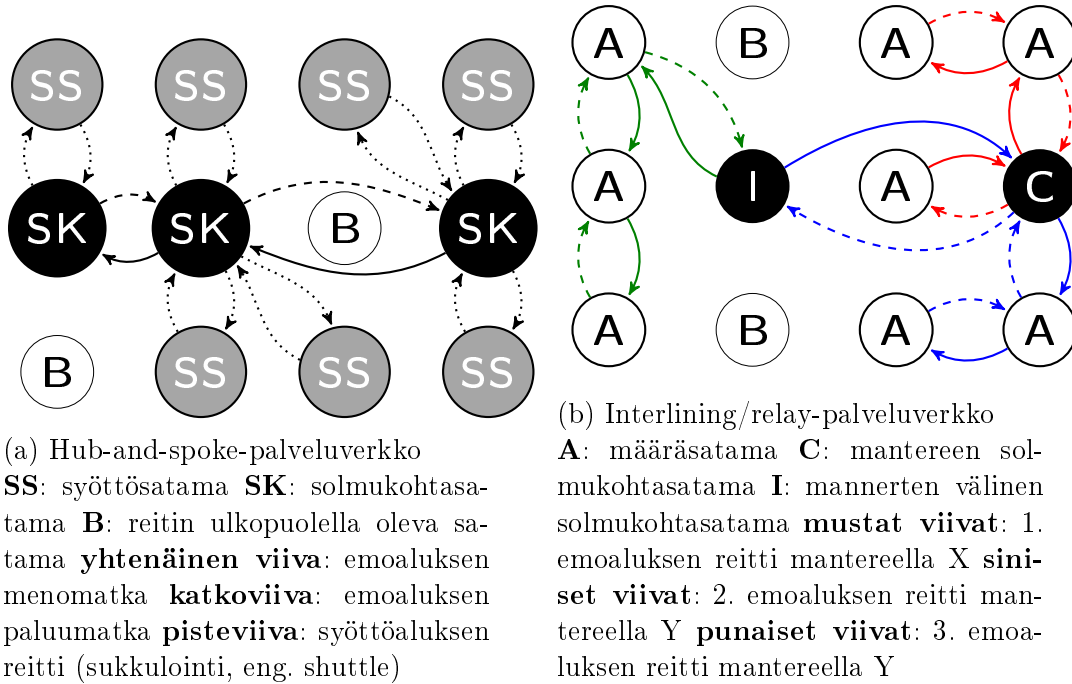 SS SS SS SS
SK SK B SK
B SS SS SS
(a) Hub-and-spoke-palveluverkko
SS: syöttösatama SK: solmukohtasa-
tama B: reitin ulkopuolella oleva sa-
tama yhtenäinen viiva: emoaluksen
menomatka katkoviiva: emoaluksen
paluumatka pisteviiva: syöttöaluksen
reitti (sukkulointi, eng. shuttle)
A B A A
A I A C
A B A A
(b) Interlining/relay-palveluverkko
A: määräsatama C: mantereen sol-
mukohtasatama I: mannerten välinen
solmukohtasatama mustat viivat: 1.
emoaluksen reitti mantereella X sini-
set viivat: 2. emoaluksen reitti man-
tereella Y punaiset viivat: 3. emoa-
luksen reitti mantereella Y